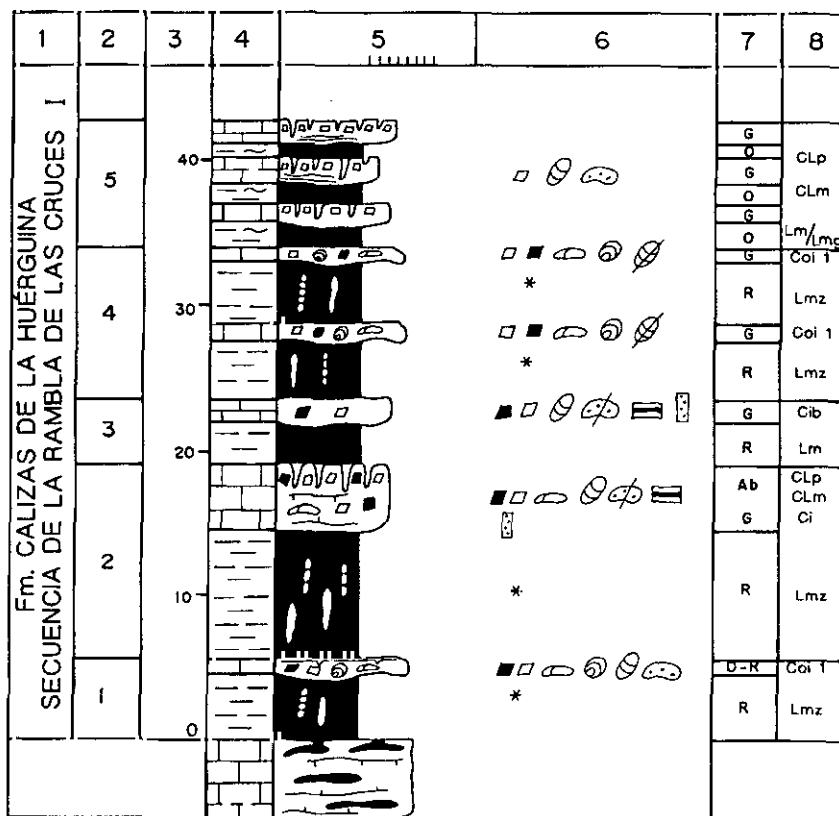 1 2 3 4 5 6 7 8
Fm. CALIZAS DE LA HUÉRGUINA
SECUENCIA DE LA RAMBLA DE LAS CRUCES I
G
40 O CLp
5 G
O CLm
G
O Lm/Lmg
G Coi 1
30 R Lmz
4
G Coi 1
R Lmz
G Cib
3
20 R Lm
Ab CLp
CLm
G Ci
2
10 R Lmz
O-R Coi 1
1
0 R Lmz